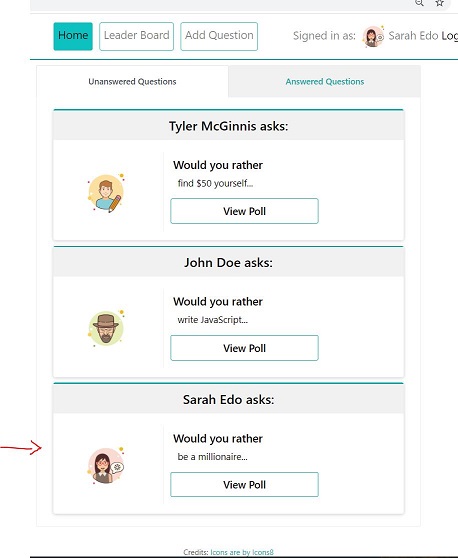 Home Leader Board Add Question Signed in as: Sarah Edo Log
Unanswered Questions Answered Questions
Tyler McGinnis asks:
Would you rather
find $50 yourself...
View Poll
John Doe asks:
Would you rather
write JavaScript...
View Poll
Sarah Edo asks:
Would you rather
be a millionaire...
View Poll
Credits: Icons are by Icons8